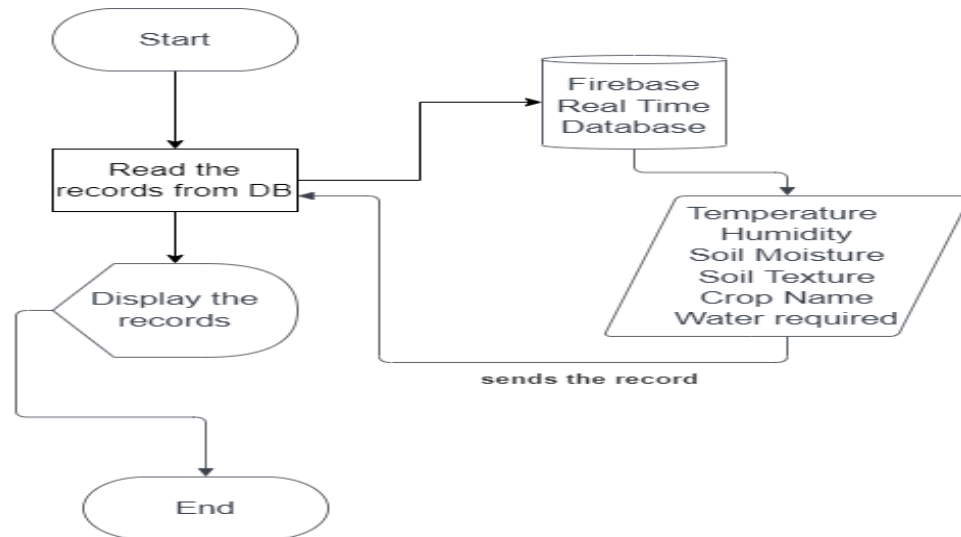 Start
Firebase
Real Time
Database
Read the
records from DB
Temperature
Humidity
Soil Moisture
Soil Texture
Crop Name
Water required
Display the
records
sends the record
End